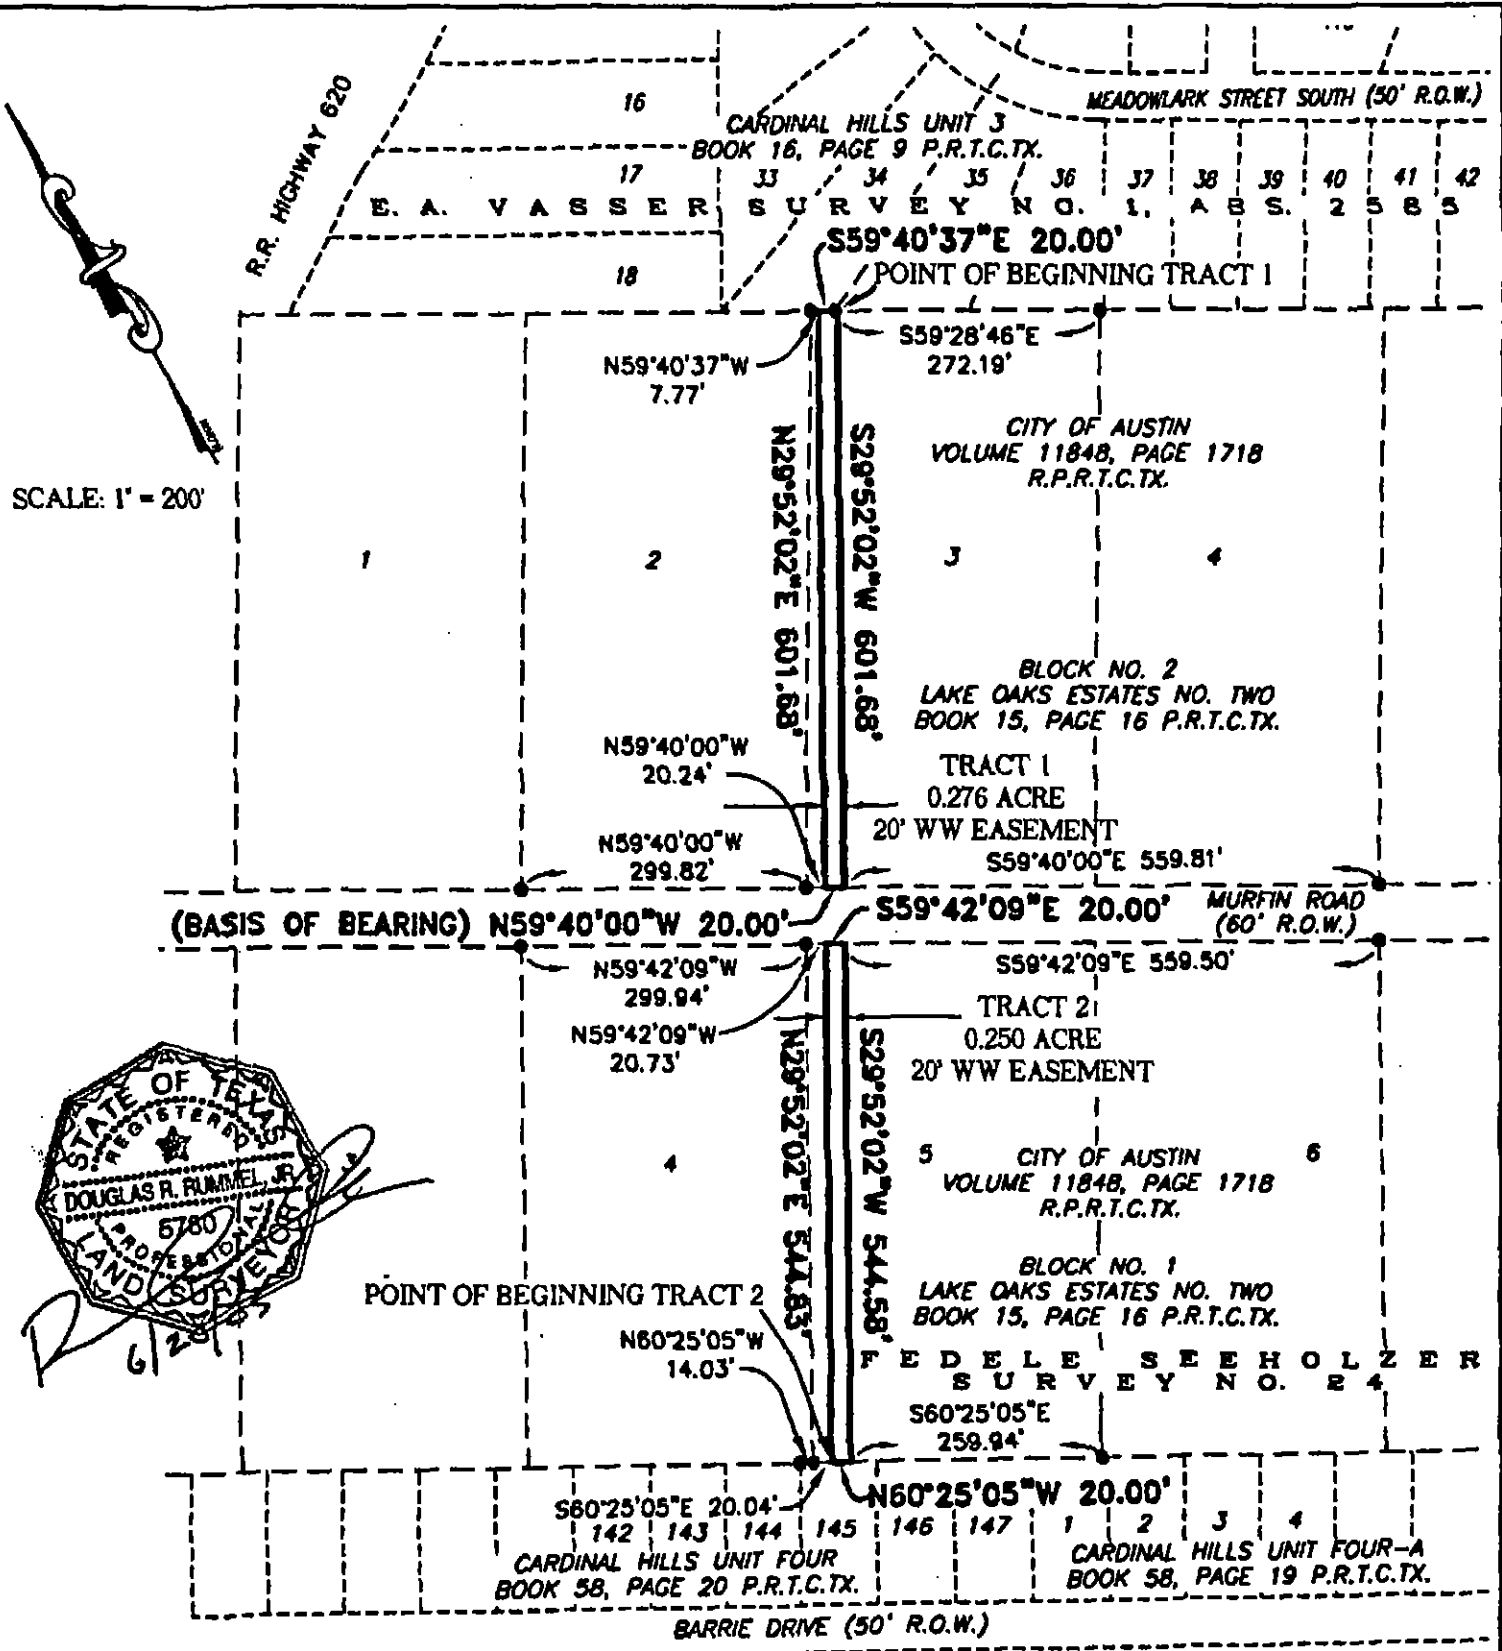 R.R. HIGHWAY 620
16
MEADOWLARK STREET SOUTH (50' R.O.W.)
CARDINAL HILLS UNIT 3
BOOK 16, PAGE 9 P.R.T.C.TX.
17 33 34 35 36 37 38 39 40 41 42
E. A. VASSER SURVEY NO. 1, ABS. 2585
S59°40'37"E 20.00'
18
POINT OF BEGINNING TRACT 1
S59°28'46"E
272.19'
N59°40'37"W
7.77'
CITY OF AUSTIN
VOLUME 11848, PAGE 1718
R.P.R.T.C.TX.
SCALE: 1" = 200'
N29°52'02"E 601.68'
S29°52'02"W 601.68'
1
2
3
4
BLOCK NO. 2
LAKE OAKS ESTATES NO. TWO
BOOK 15, PAGE 16 P.R.T.C.TX.
N59°40'00"W
20.24'
TRACT 1
0.276 ACRE
20' WW EASEMENT
N59°40'00"W
299.82'
S59°40'00"E 559.81'
(BASIS OF BEARING) N59°40'00"W 20.00'
S59°42'09"E 20.00'
MURFIN ROAD
(60' R.O.W.)
N59°42'09"W
299.94'
S59°42'09"E 559.50'
N59°42'09"W
20.73'
TRACT 2
0.250 ACRE
20' WW EASEMENT
N29°52'02"E 544.83'
S29°52'02"W 544.58'
STATE OF TEXAS
REGISTERED
DOUGLAS R. RUMMEL, JR.
5780
PROFESSIONAL
LAND SURVEYOR
4
5
6
CITY OF AUSTIN
VOLUME 11848, PAGE 1718
R.P.R.T.C.TX.
BLOCK NO. 1
LAKE OAKS ESTATES NO. TWO
BOOK 15, PAGE 16 P.R.T.C.TX.
POINT OF BEGINNING TRACT 2
N60°25'05"W
14.03'
FEDELE SEEHOLZER
SURVEY NO. 24
S60°25'05"E
259.94'
S60°25'05"E 20.04'
N60°25'05"W 20.00'
142 143 144 145 146 147 1 2 3 4
CARDINAL HILLS UNIT FOUR
BOOK 58, PAGE 20 P.R.T.C.TX.
CARDINAL HILLS UNIT FOUR-A
BOOK 58, PAGE 19 P.R.T.C.TX.
BARRIE DRIVE (50' R.O.W.)